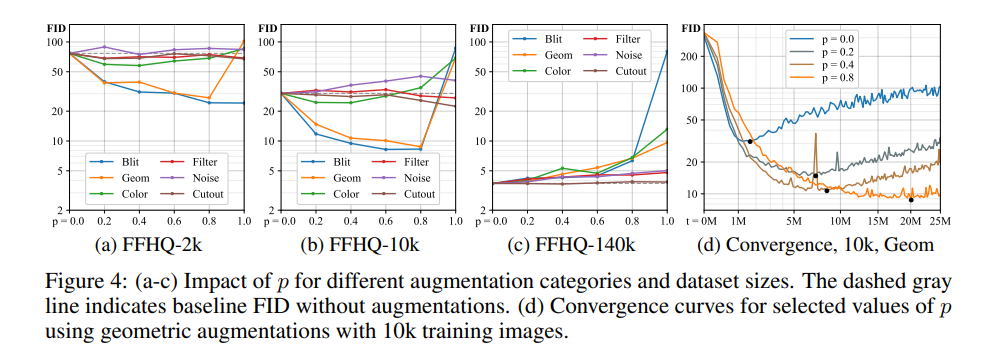 FID
100
50
20
10
5
2
Blit
Geom
Color
Filter
Noise
Cutout
p = 0.0 0.2 0.4 0.6 0.8 1.0
(a) FFHQ-2k
FID
100
50
20
10
5
2
Blit
Geom
Color
Filter
Noise
Cutout
p = 0.0 0.2 0.4 0.6 0.8 1.0
(b) FFHQ-10k
FID
100
50
20
10
5
2
Blit
Geom
Color
Filter
Noise
Cutout
p = 0.0 0.2 0.4 0.6 0.8 1.0
(c) FFHQ-140k
FID
100
50
20
10
p = 0.0
p = 0.2
p = 0.4
p = 0.8
t = 0M 1M 5M 10M 15M 25M
(d) Convergence, 10k, Geom
Figure 4: (a-c) Impact of p for different augmentation categories and dataset sizes. The dashed gray
line indicates baseline FID without augmentations. (d) Convergence curves for selected values of p
using geometric augmentations with 10k training images.